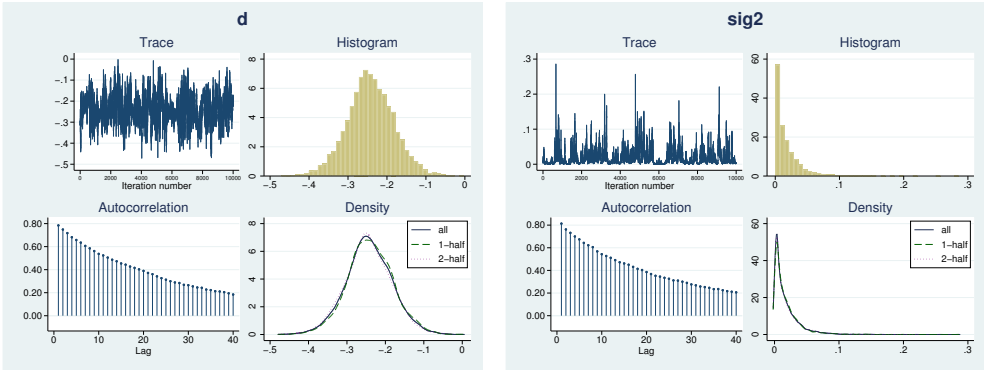 d
Trace
0
−.1
−.2
−.3
−.4
−.5
0 2000 4000 6000 8000 10000
Iteration number
Histogram
8
6
4
2
0
−.5 −.4 −.3 −.2 −.1 0
Autocorrelation
0.80
0.60
0.40
0.20
0.00
0 10 20 30 40
Lag
Density
8
6
4
2
0
−.5 −.4 −.3 −.2 −.1 0
all
1−half
2−half
sig2
Trace
.3
.2
.1
0
0 2000 4000 6000 8000 10000
Iteration number
Histogram
60
40
20
0
0 .1 .2 .3
Autocorrelation
0.80
0.60
0.40
0.20
0.00
0 10 20 30 40
Lag
Density
60
40
20
0
0 .1 .2 .3
all
1−half
2−half